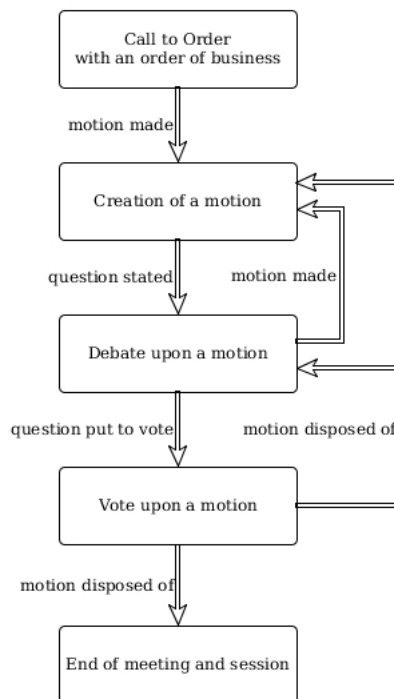 Call to Order
with an order of business
motion made
Creation of a motion
question stated
motion made
Debate upon a motion
question put to vote
motion disposed of
Vote upon a motion
motion disposed of
End of meeting and session